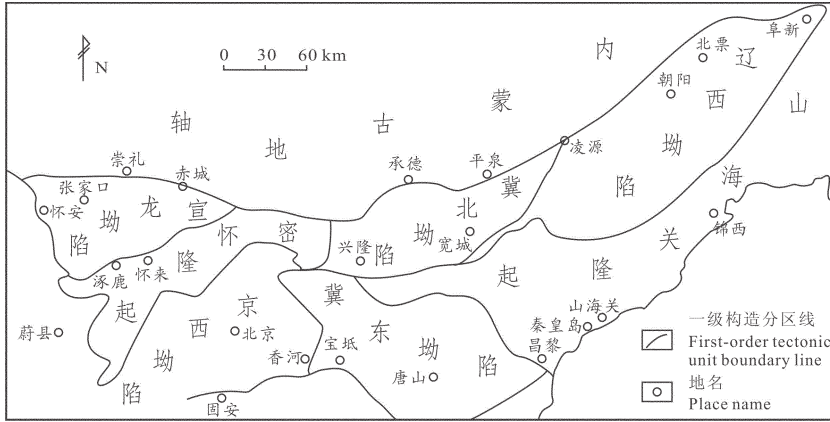 N
0 30 60 km
内蒙古地轴
辽西坳陷
山海关隆起
冀北坳陷
宣龙坳陷
密怀隆起
京西坳陷
冀东坳陷
阜新
北票
朝阳
凌源
平泉
承德
崇礼
赤城
张家口
怀安
宽城
兴隆
锦西
涿鹿
怀来
蔚县
北京
香河
宝坻
唐山
固安
山海关
秦皇岛
昌黎
一级构造分区线
First-order tectonic
unit boundary line
地名
Place name